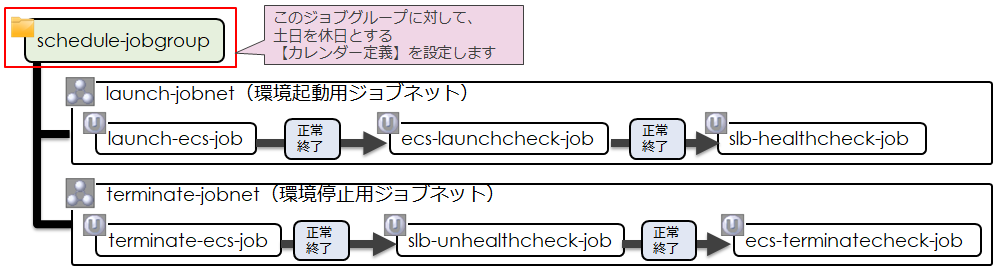 schedule-jobgroup
このジョブグループに対して、
土日を休日とする
【カレンダー定義】を設定します
launch-jobnet（環境起動用ジョブネット）
launch-ecs-job
正常
終了
ecs-launchcheck-job
正常
終了
slb-healthcheck-job
terminate-jobnet（環境停止用ジョブネット）
terminate-ecs-job
正常
終了
slb-unhealthcheck-job
正常
終了
ecs-terminatecheck-job